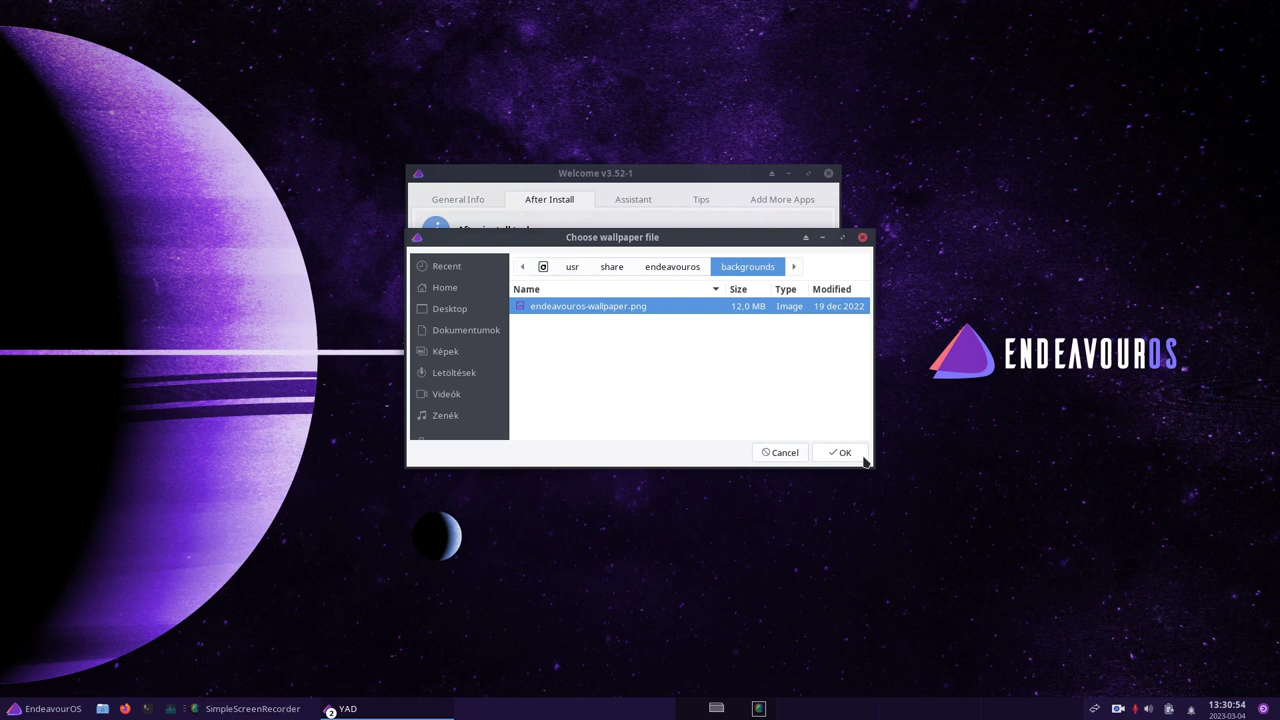 Welcome v3.52-1
General Info After Install Assistant Tips Add More Apps
Choose wallpaper file
usr share endeavouros backgrounds
Name Size Type Modified
endeavouros-wallpaper.png 12,0 MB Image 19 dec 2022
Recent
Home
Desktop
Dokumentumok
Képek
Letöltések
Videók
Zenék
Cancel OK
ENDEAVOUROS
EndeavourOS SimpleScreenRecorder 2 YAD 13:30:54
2023-03-04